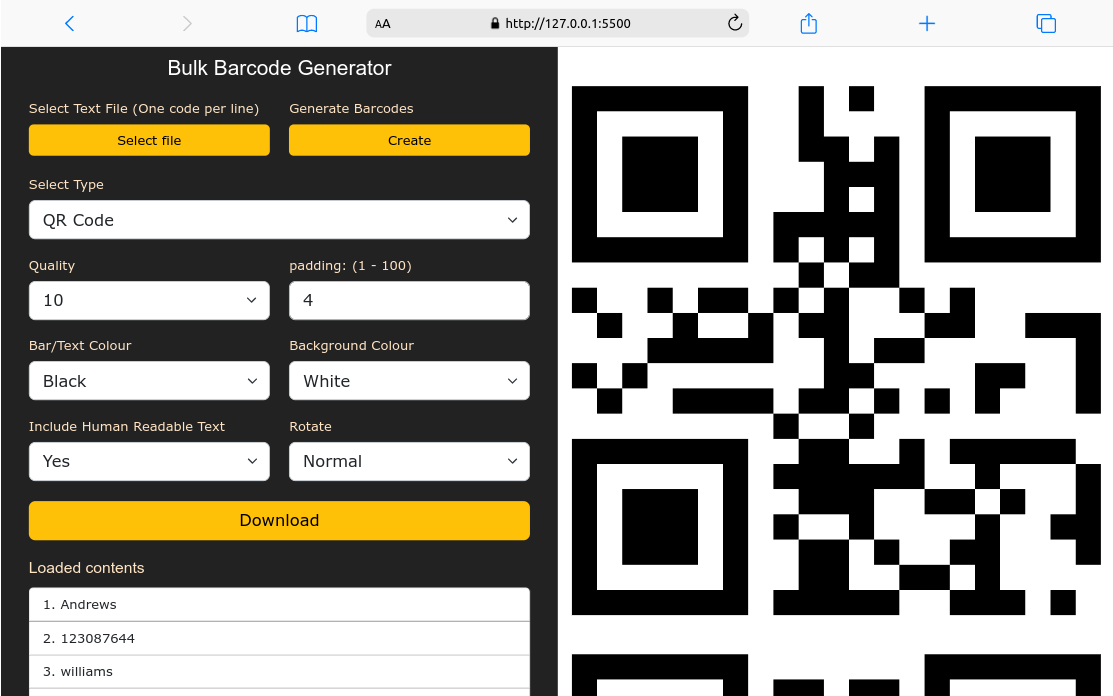 AA http://127.0.0.1:5500
Bulk Barcode Generator
Select Text File (One code per line) Generate Barcodes
Select file Create
Select Type
QR Code
Quality padding: (1 - 100)
10 4
Bar/Text Colour Background Colour
Black White
Include Human Readable Text Rotate
Yes Normal
Download
Loaded contents
1. Andrews
2. 123087644
3. williams